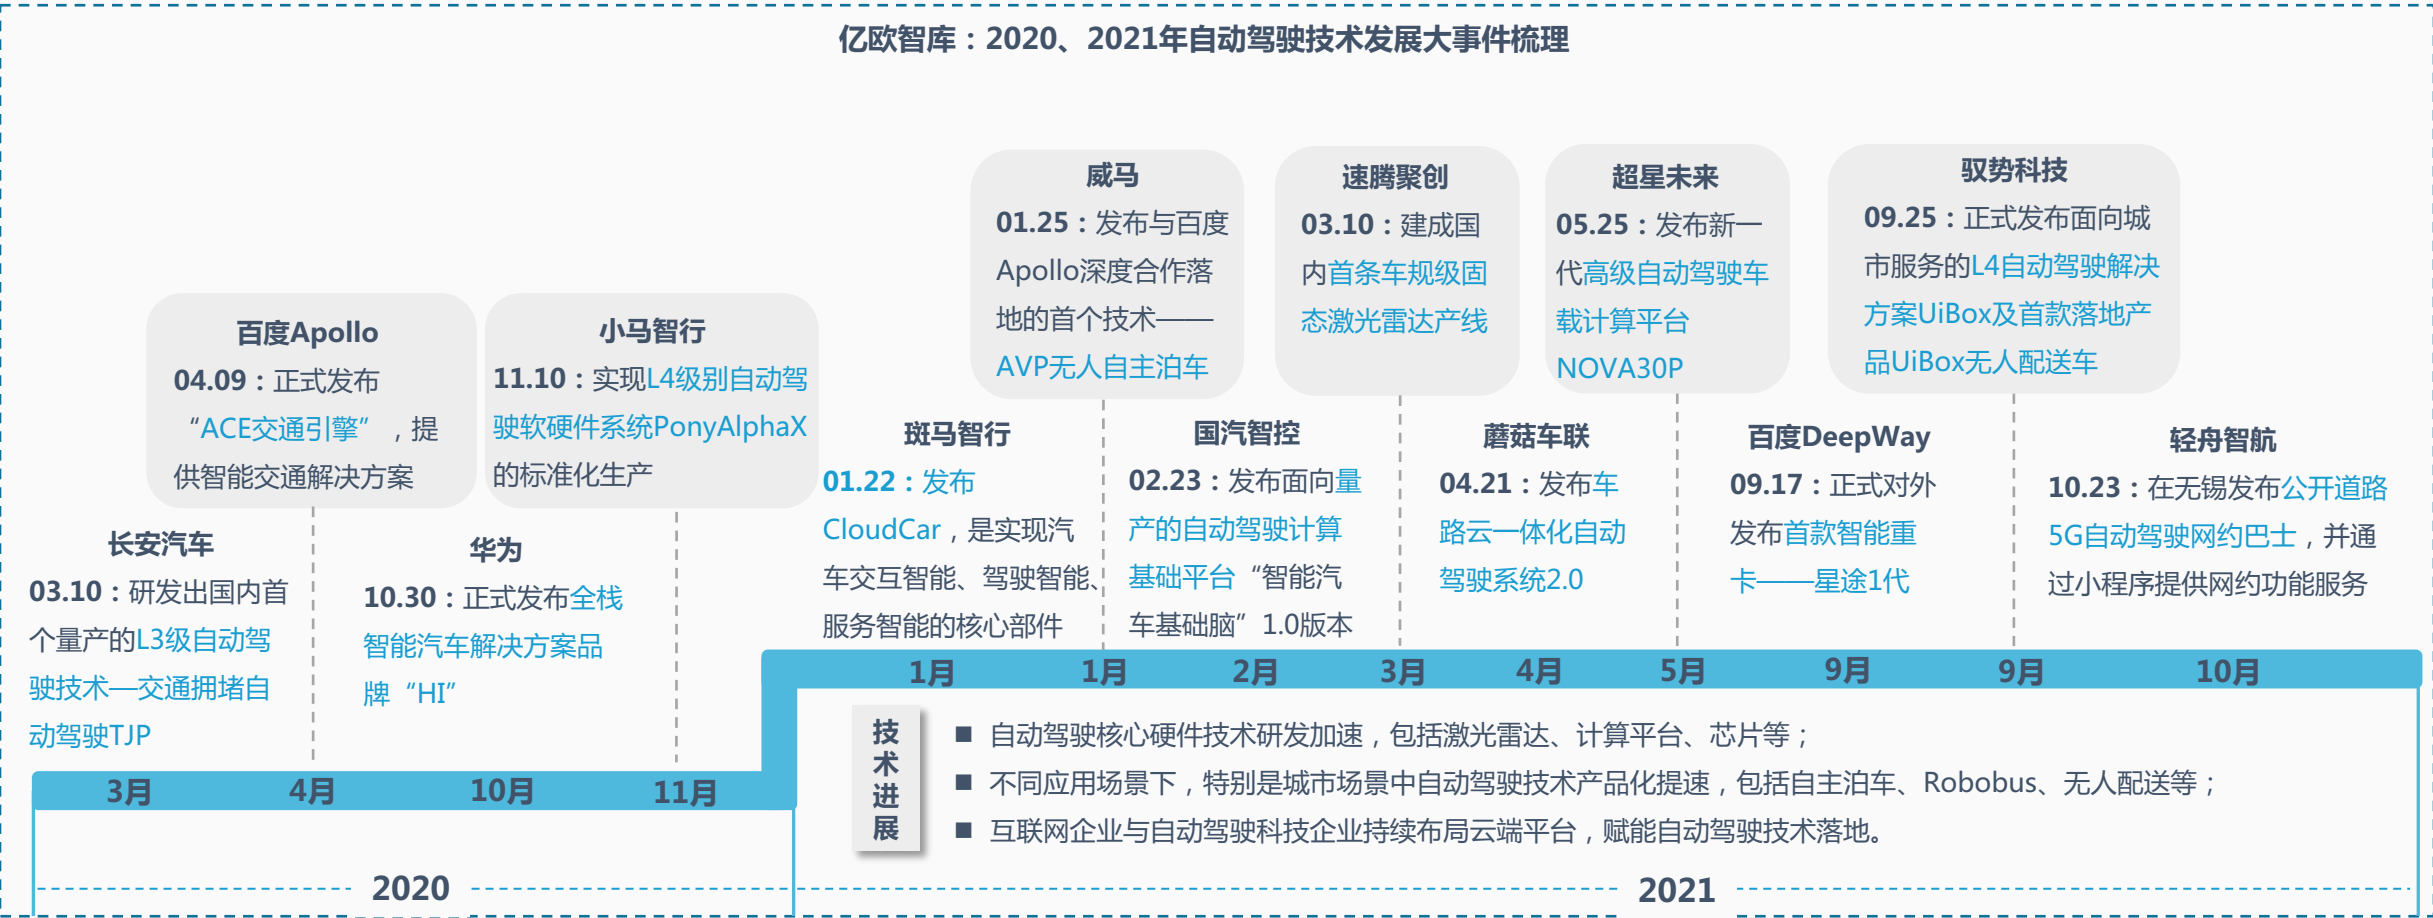 亿欧智库：2020、2021年自动驾驶技术发展大事件梳理
长安汽车
03.10：研发出国内首
个量产的L3级自动驾
驶技术—交通拥堵自
动驾驶TJP
百度Apollo
04.09：正式发布
“ACE交通引擎”，提
供智能交通解决方案
华为
10.30：正式发布全栈
智能汽车解决方案品
牌“HI”
小马智行
11.10：实现L4级别自动驾
驶软硬件系统PonyAlphaX
的标准化生产
斑马智行
01.22：发布
CloudCar，是实现汽
车交互智能、驾驶智能、
服务智能的核心部件
威马
01.25：发布与百度
Apollo深度合作落
地的首个技术——
AVP无人自主泊车
国汽智控
02.23：发布面向量
产的自动驾驶计算
基础平台“智能汽
车基础脑”1.0版本
速腾聚创
03.10：建成国
内首条车规级固
态激光雷达产线
蘑菇车联
04.21：发布车
路云一体化自动
驾驶系统2.0
超星未来
05.25：发布新一
代高级自动驾驶车
载计算平台
NOVA30P
百度DeepWay
09.17：正式对外
发布首款智能重
卡——星途1代
驭势科技
09.25：正式发布面向城
市服务的L4自动驾驶解决
方案UiBox及首款落地产
品UiBox无人配送车
轻舟智航
10.23：在无锡发布公开道路
5G自动驾驶网约巴士，并通
过小程序提供网约功能服务
3月
4月
10月
11月
1月
1月
2月
3月
4月
5月
9月
9月
10月
技
术
进
展
■ 自动驾驶核心硬件技术研发加速，包括激光雷达、计算平台、芯片等；
■ 不同应用场景下，特别是城市场景中自动驾驶技术产品化提速，包括自主泊车、Robobus、无人配送等；
■ 互联网企业与自动驾驶科技企业持续布局云端平台，赋能自动驾驶技术落地。
2020
2021